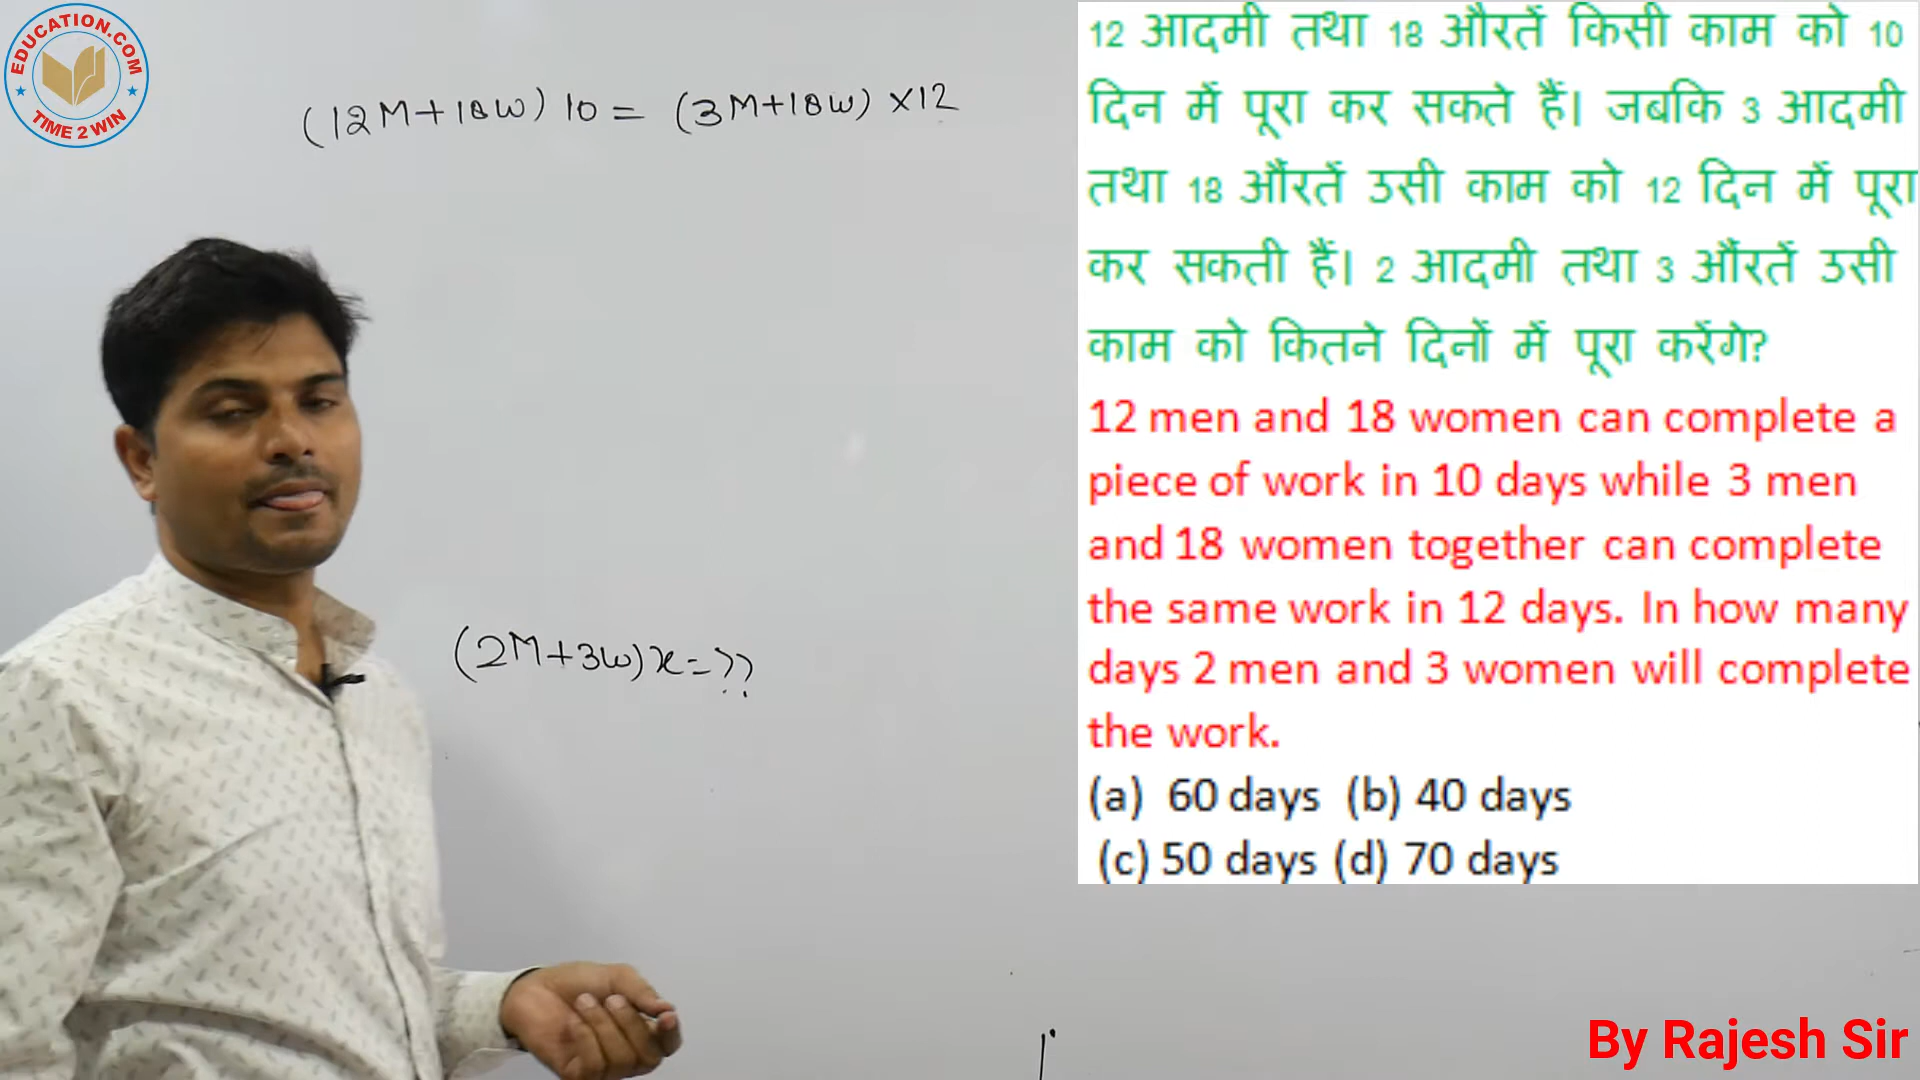 EDUCATION.COM
TIME 2 WIN
(12M+18W) 10 = (3M+18W) ×12
(2M+3W)x=??
12 आदमी तथा 18 औरतें किसी काम को 10
दिन में पूरा कर सकते हैं। जबकि 3 आदमी
तथा 18 औंरतें उसी काम को 12 दिन में पूरा
कर सकती हैं। 2 आदमी तथा 3 औंरतें उसी
काम को कितने दिनों में पूरा करेंगे?
12 men and 18 women can complete a
piece of work in 10 days while 3 men
and 18 women together can complete
the same work in 12 days. In how many
days 2 men and 3 women will complete
the work.
(a) 60 days (b) 40 days
(c) 50 days (d) 70 days
By Rajesh Sir